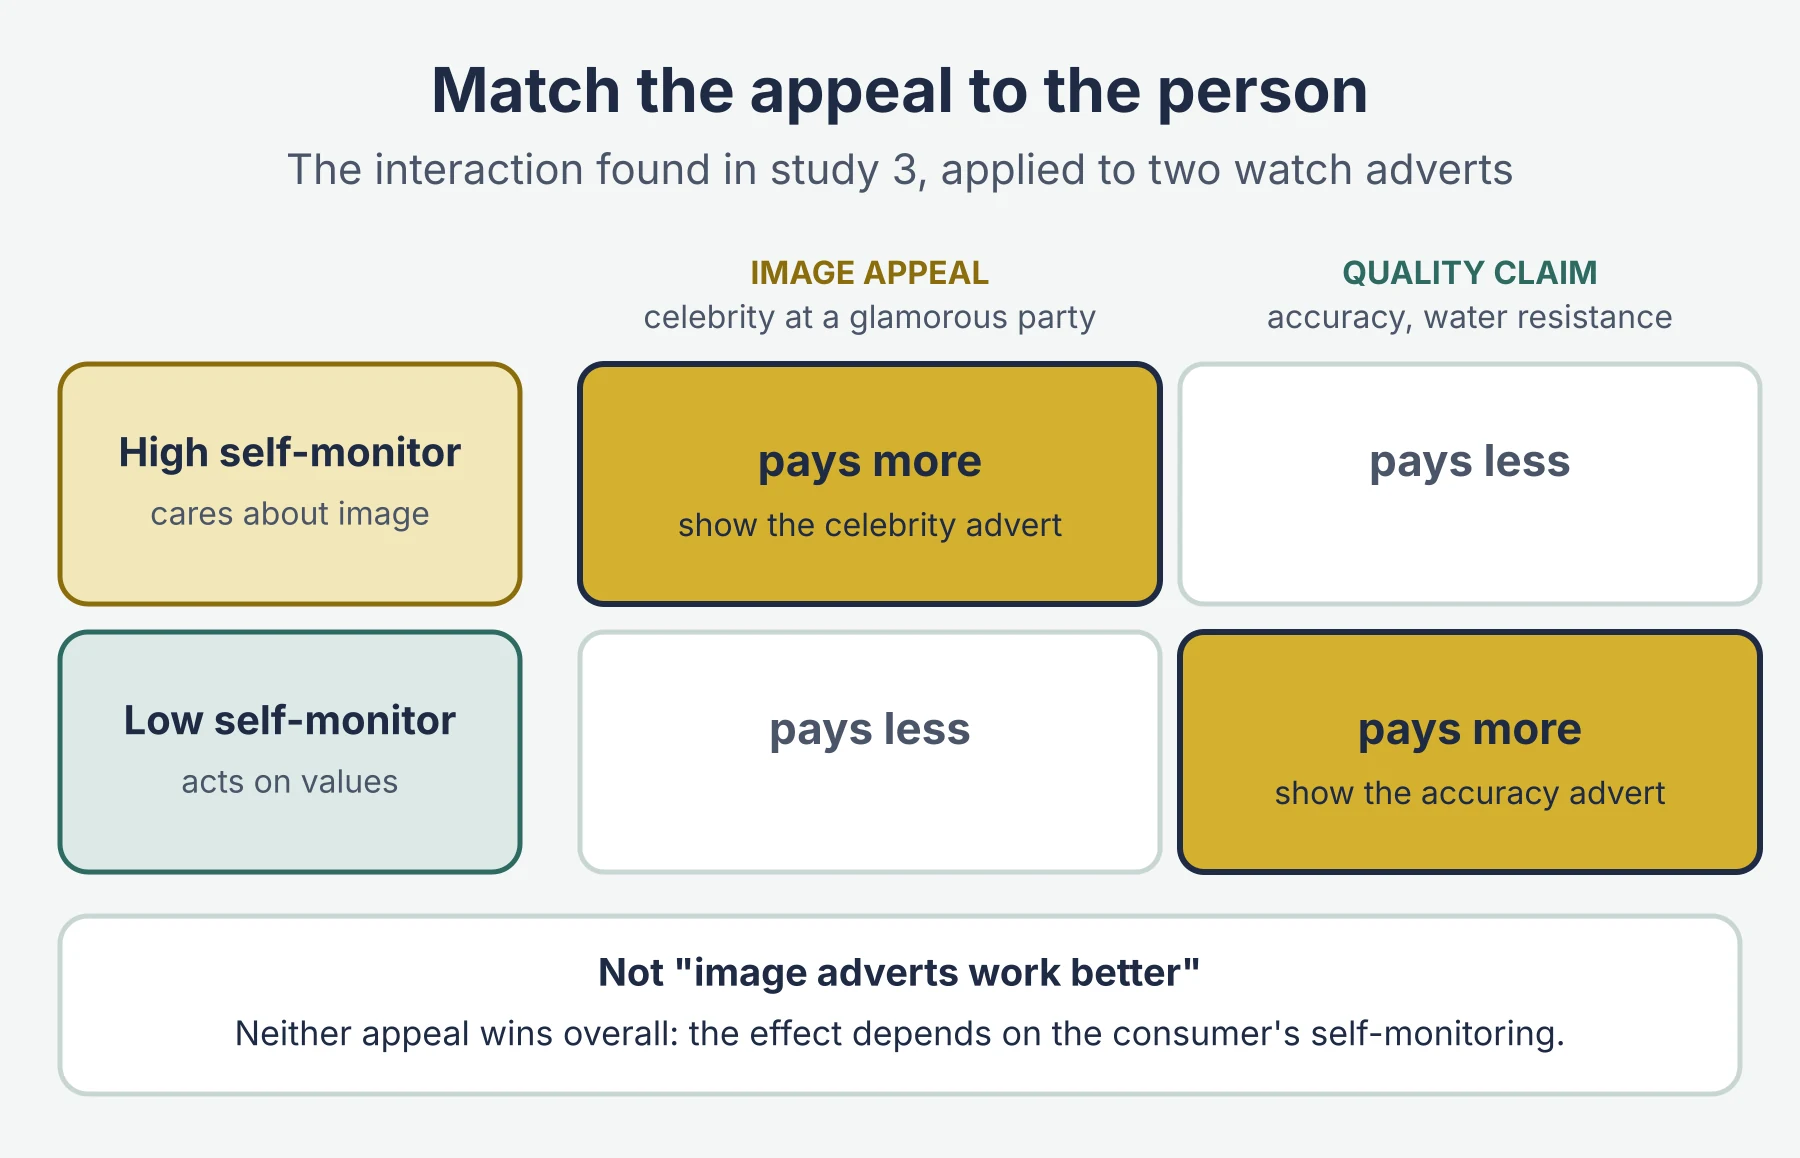 Match the appeal to the person
The interaction found in study 3, applied to two watch adverts
IMAGE APPEAL
celebrity at a glamorous party
QUALITY CLAIM
accuracy, water resistance
High self-monitor
cares about image
pays more
show the celebrity advert
pays less
Low self-monitor
acts on values
pays less
pays more
show the accuracy advert
Not "image adverts work better"
Neither appeal wins overall: the effect depends on the consumer's self-monitoring.